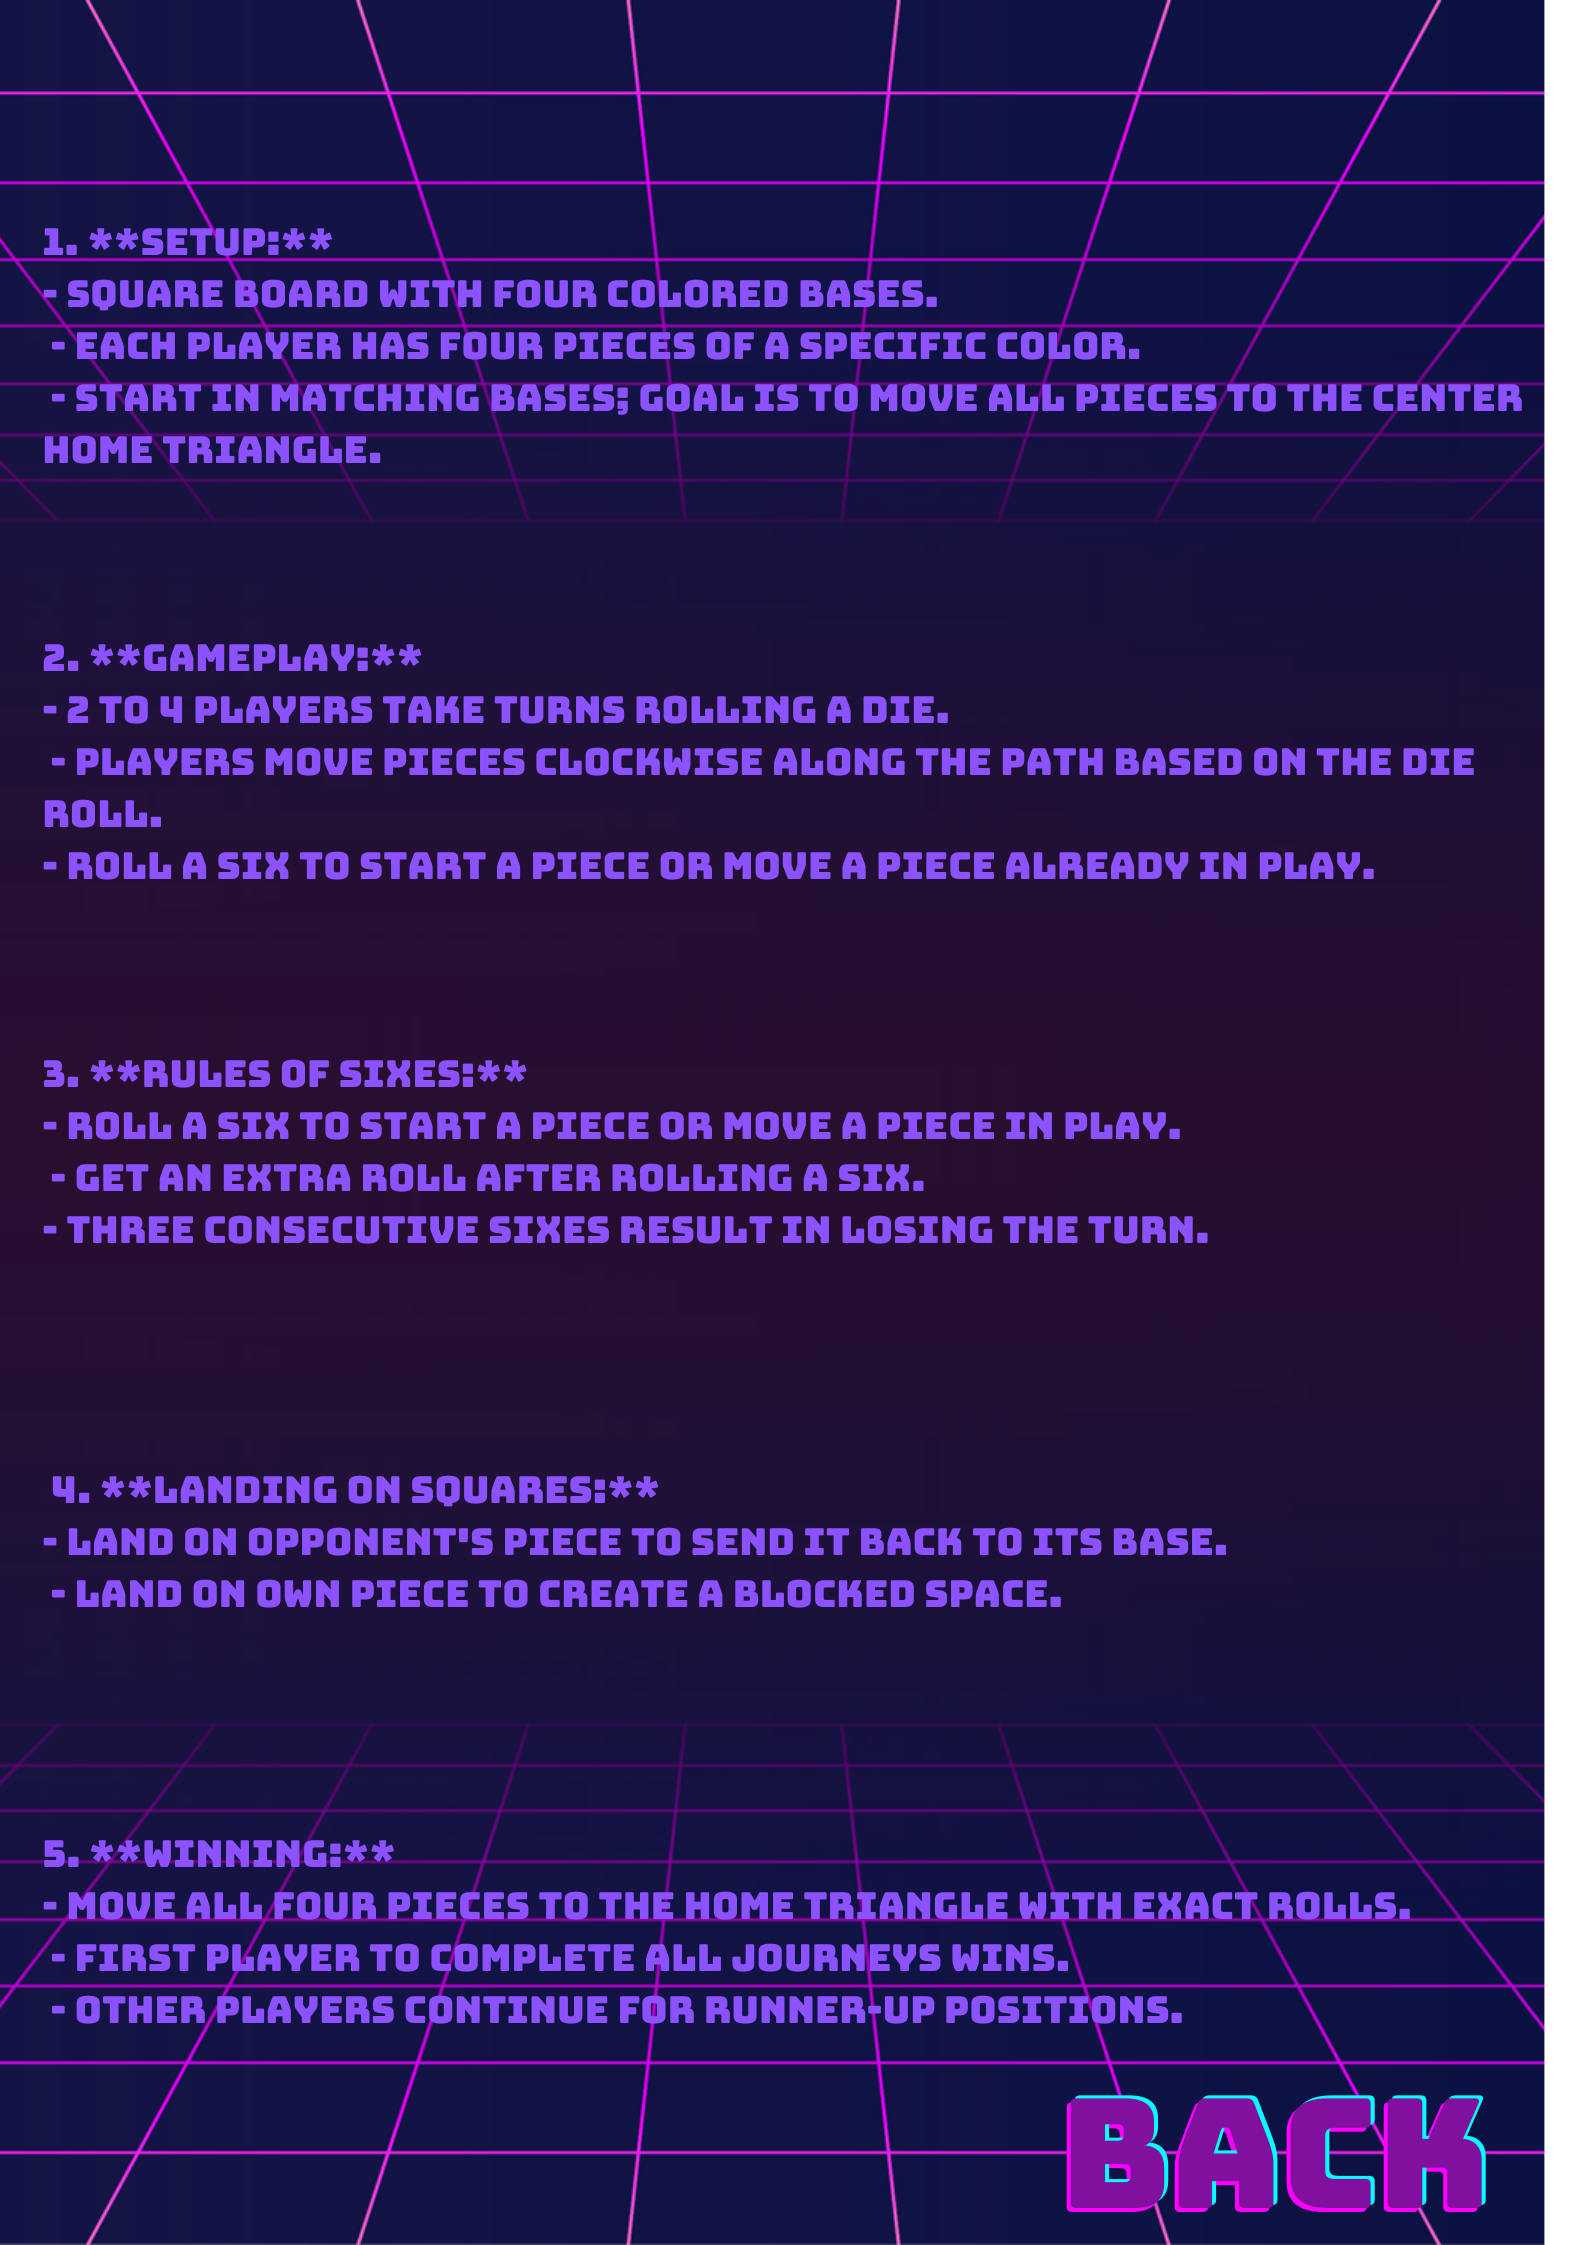 1. **SETUP:**
- SQUARE BOARD WITH FOUR COLORED BASES.
- EACH PLAYER HAS FOUR PIECES OF A SPECIFIC COLOR.
- START IN MATCHING BASES; GOAL IS TO MOVE ALL PIECES TO THE CENTER
HOME TRIANGLE.
2. **GAMEPLAY:**
- 2 TO 4 PLAYERS TAKE TURNS ROLLING A DIE.
- PLAYERS MOVE PIECES CLOCKWISE ALONG THE PATH BASED ON THE DIE
ROLL.
- ROLL A SIX TO START A PIECE OR MOVE A PIECE ALREADY IN PLAY.
3. **RULES OF SIXES:**
- ROLL A SIX TO START A PIECE OR MOVE A PIECE IN PLAY.
- GET AN EXTRA ROLL AFTER ROLLING A SIX.
- THREE CONSECUTIVE SIXES RESULT IN LOSING THE TURN.
4. **LANDING ON SQUARES:**
- LAND ON OPPONENT'S PIECE TO SEND IT BACK TO ITS BASE.
- LAND ON OWN PIECE TO CREATE A BLOCKED SPACE.
5. **WINNING:**
- MOVE ALL FOUR PIECES TO THE HOME TRIANGLE WITH EXACT ROLLS.
- FIRST PLAYER TO COMPLETE ALL JOURNEYS WINS.
- OTHER PLAYERS CONTINUE FOR RUNNER-UP POSITIONS.
BACK